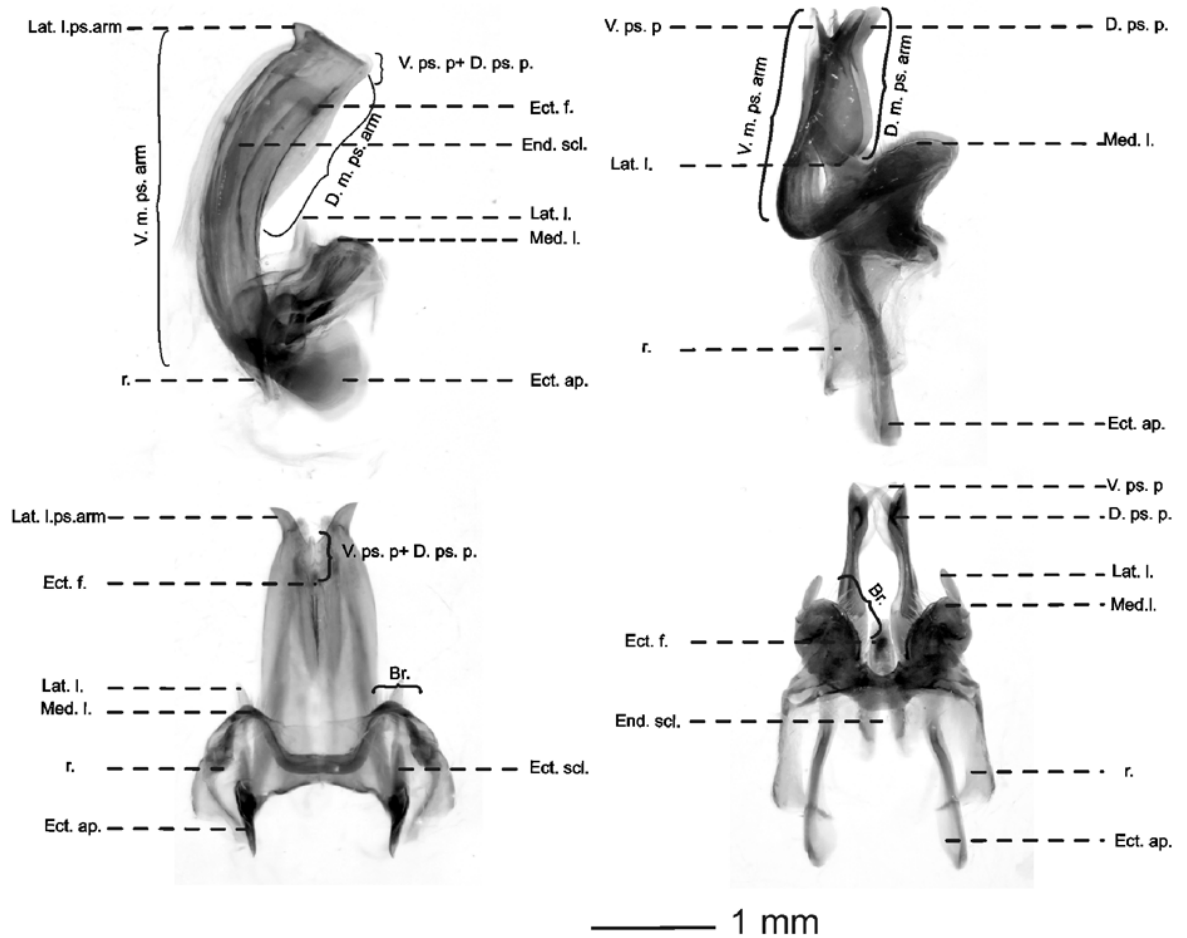 Lat. l.ps.arm
V. m. ps. arm
V. ps. p+ D. ps. p.
Ect. f.
End. scl.
D. m. ps. arm
Lat. l.
Med. l.
r.
Ect. ap.
V. ps. p
D. ps. p.
V. m. ps. arm
D. m. ps. arm
Med. l.
Lat. l.
r.
Ect. ap.
Lat. l.ps.arm
V. ps. p+ D. ps. p.
Ect. f.
Lat. l.
Br.
Med. l.
r.
Ect. scl.
Ect. ap.
V. ps. p
D. ps. p.
Lat. l.
Br.
Med.l.
Ect. f.
End. scl.
r.
Ect. ap.
1 mm